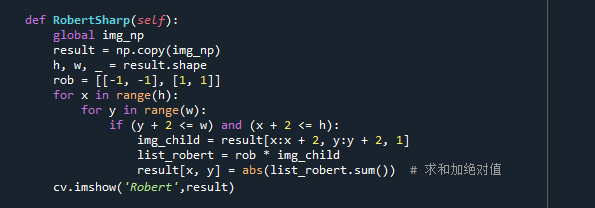 def RobertSharp(self):
    global img_np
    result = np.copy(img_np)
    h, w, _ = result.shape
    rob = [[-1, -1], [1, 1]]
    for x in range(h):
        for y in range(w):
            if (y + 2 <= w) and (x + 2 <= h):
                img_child = result[x:x + 2, y:y + 2, 1]
                list_robert = rob * img_child
                result[x, y] = abs(list_robert.sum())  # 求和加绝对值
    cv.imshow('Robert',result)